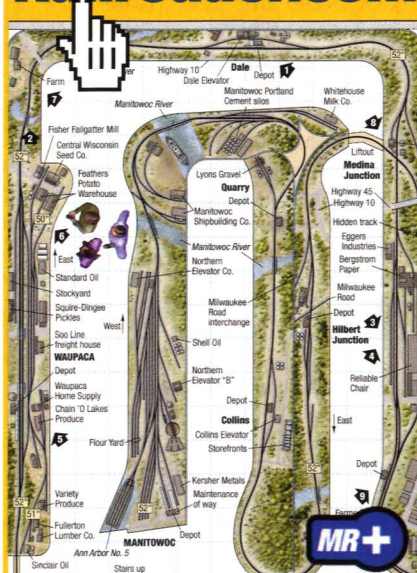 Farm
Highway 10
Dale Elevator
Dale
Depot
1
52"
7
Manitowoc River
Manitowoc Portland
Cement silos
Whitehouse
Milk Co.
2
Fisher Faligatter Mill
8
52"
Central Wisconsin
Seed Co.
Liftout
Medina
Junction
Feathers
Potato
Warehouse
Lyons Gravel
Quarry
Depot
Highway 45
Highway 10
50"
Manitowoc
Shipbuilding Co.
Hidden track
6
East
Manitowoc River
Eggers
Industries
Standard Oil
Northern
Elevator Co.
Bergstrom
Paper
Stockyard
Squire-Dingee
Pickles
West
Milwaukee
Road
interchange
Milwaukee
Road
Depot
3
Soo Line
freight house
WAUPACA
Shell Oil
Hilbert
Junction
4
Depot
Northern
Elevator "B"
Reliable
Chair
Waupaca
Home Supply
Depot
Chain 'O Lakes
Produce
Collins
East
5
Flour Yard
Collins Elevator
Storefronts
Depot
Variety
Produce
Kersher Metals
Maintenance
of way
52"
9
52"
51"
52"
Fullerton
Lumber Co.
MANITOWOC
Depot
MR+
Ann Arbor No. 5
Sinclair Oil
Stairs up